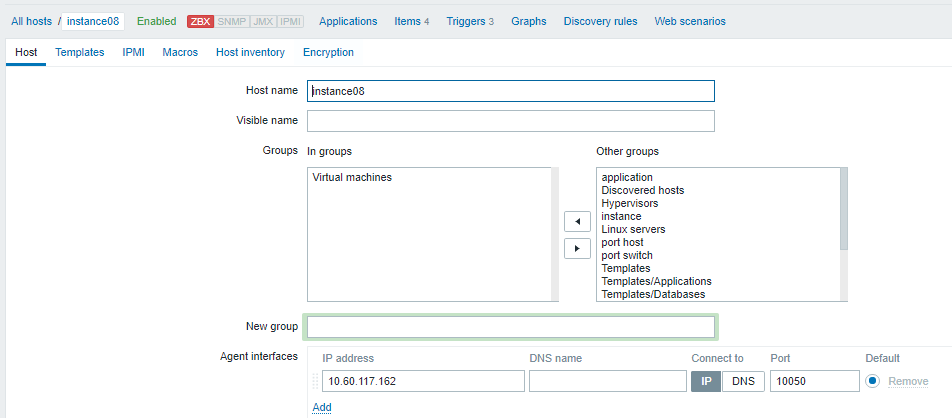 All hosts / instance08 Enabled ZBX SNMP JMX IPMI Applications Items 4 Triggers 3 Graphs Discovery rules Web scenarios
Host Templates IPMI Macros Host inventory Encryption
Host name instance08
Visible name
Groups In groups Other groups
Virtual machines application
Discovered hosts
Hypervisors
instance
Linux servers
port host
port switch
Templates
Templates/Applications
Templates/Databases
New group
Agent interfaces IP address DNS name Connect to Port Default
10.60.117.162 IP DNS 10050 Remove
Add